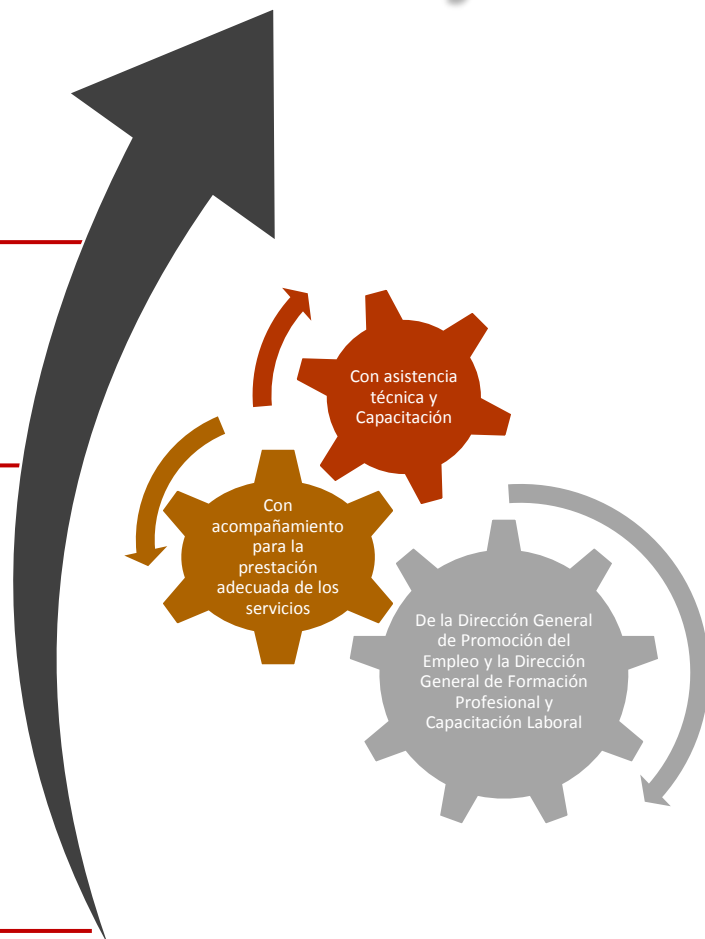 Con asistencia
técnica y
Capacitación
Con
acompañamiento
para la
prestación
adecuada de los
servicios
De la Dirección General
de Promoción del
Empleo y la Dirección
General de Formación
Profesional y
Capacitación Laboral